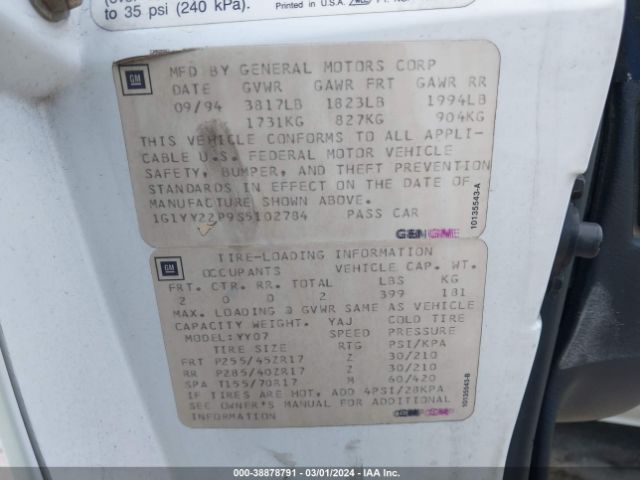 to 35 psi (240 kPa).
Printed in U.S.A.
GM
MFD BY GENERAL MOTORS CORP
DATE GVWR GAWR FRT GAWR RR
09/94 3817LB 1823LB 1994LB
1731KG 827KG 904KG
THIS VEHICLE CONFORMS TO ALL APPLI-
CABLE U.S. FEDERAL MOTOR VEHICLE
SAFETY, BUMPER, AND THEFT PREVENTION
STANDARDS IN EFFECT ON THE DATE OF
MANUFACTURE SHOWN ABOVE.
1G1YY22P9S5102784 PASS CAR
10135543-A
GM
TIRE-LOADING INFORMATION
OCCUPANTS VEHICLE CAP. WT.
FRT. CTR. RR. TOTAL LBS KG
2 0 0 2 399 181
MAX. LOADING @ GVWR SAME AS VEHICLE
CAPACITY WEIGHT. YAJ COLD TIRE
MODEL:YY07 SPEED PRESSURE
TIRE SIZE RTG PSI/KPA
FRT P255/45ZR17 Z 30/210
RR P285/40ZR17 Z 30/210
SPA T155/70R17 M 60/420
IF TIRES ARE HOT, ADD 4PSI/28KPA
SEE OWNER'S MANUAL FOR ADDITIONAL
INFORMATION
10135543-B
000-38878791 - 03/01/2024 - IAA Inc.